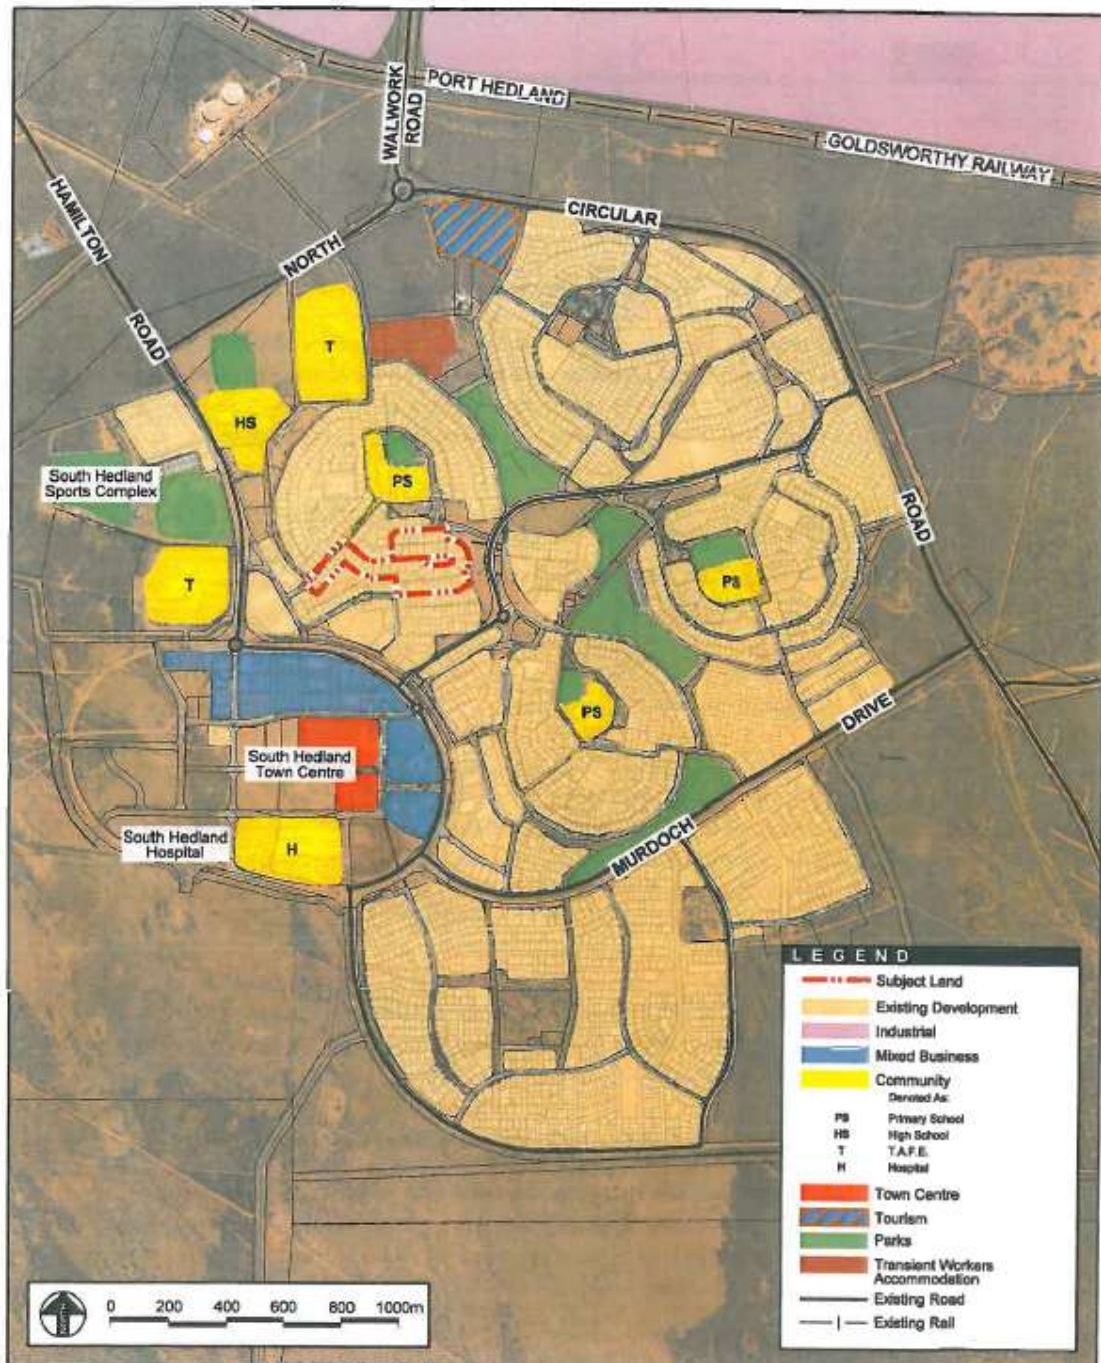 PORT HEDLAND
GOLDSWORTHY RAILWAY
WALWORK
ROAD
HAMILTON
ROAD
NORTH
CIRCULAR
ROAD
T
HS
PS
South Hedland
Sports Complex
T
PS
PS
DRIVE
MURDOCH
South Hedland
Town Centre
South Hedland
Hospital
H
LEGEND
Subject Land
Existing Development
Industrial
Mixed Business
Community
Denoted As:
PS Primary School
HS High School
T T.A.F.E.
H Hospital
Town Centre
Tourism
Parks
Transient Workers
Accommodation
Existing Road
Existing Rail
0 200 400 600 800 1000m